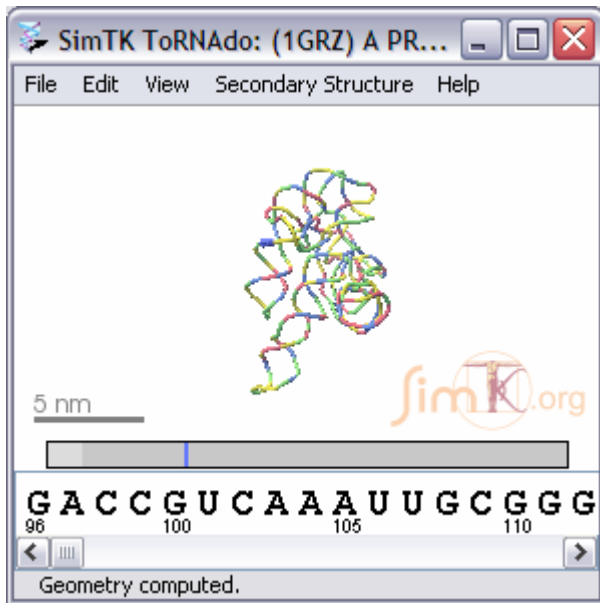 SimTK ToRNAdo: (1GRZ) A PR...
File Edit View Secondary Structure Help
5 nm
SimTK.org
G A C C G U C A A A U U G C G G G
96 100 105 110
Geometry computed.